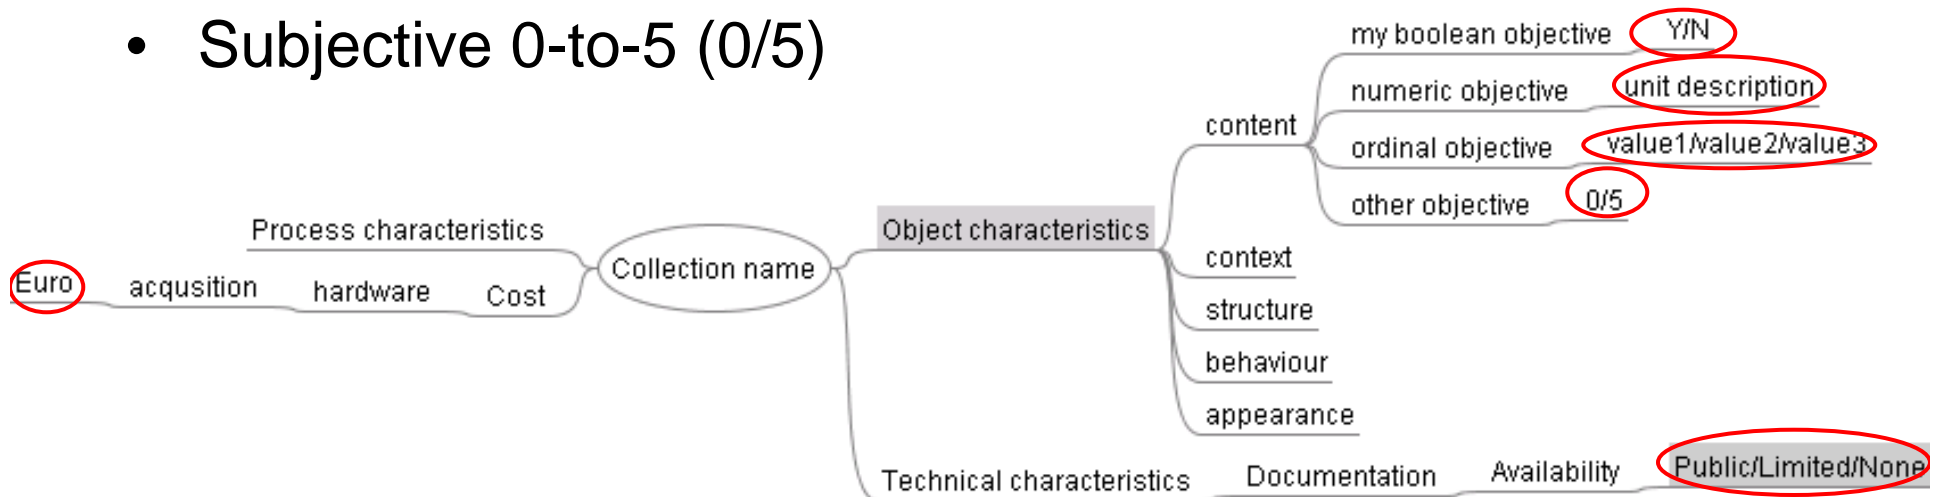 • Subjective 0-to-5 (0/5)
my boolean objective Y/N
numeric objective unit description
content
ordinal objective value1/value2/value3
other objective 0/5
Process characteristics
Object characteristics
Collection name
context
Euro acqusition hardware Cost
structure
behaviour
appearance
Technical characteristics Documentation Availability Public/Limited/None